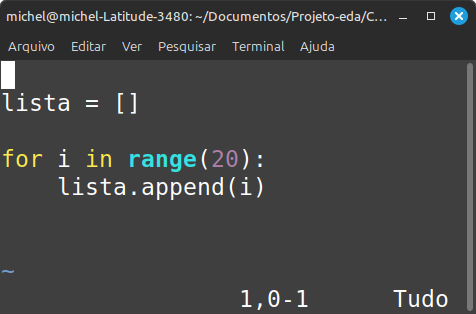 michel@michel-Latitude-3480: ~/Documentos/Projeto-eda/C...
Arquivo Editar Ver Pesquisar Terminal Ajuda
lista = []
for i in range(20):
    lista.append(i)
~
1,0-1 Tudo